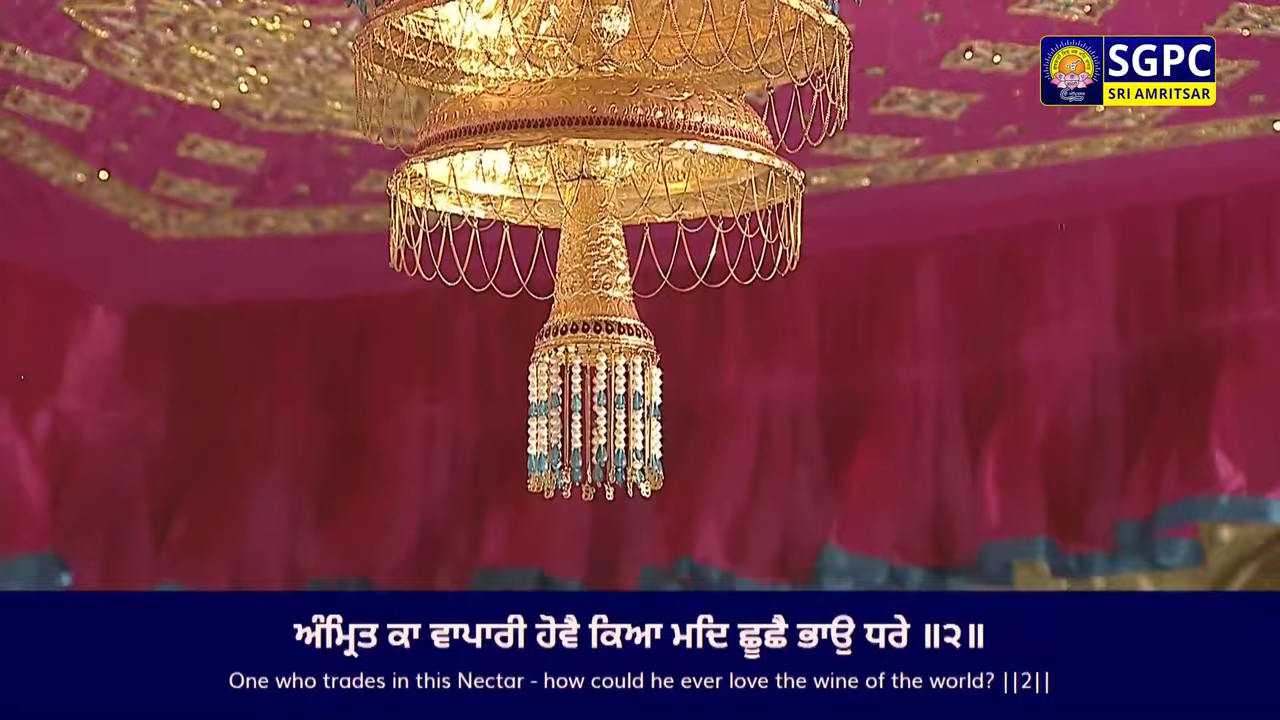 SGPC
SRI AMRITSAR
ਅੰਮ੍ਰਿਤ ਕਾ ਵਾਪਾਰੀ ਹੋਵੈ ਕਿਆ ਮਦਿ ਛੂਛੈ ਭਾਉ ਧਰੇ ॥੨॥
One who trades in this Nectar - how could he ever love the wine of the world? ||2||